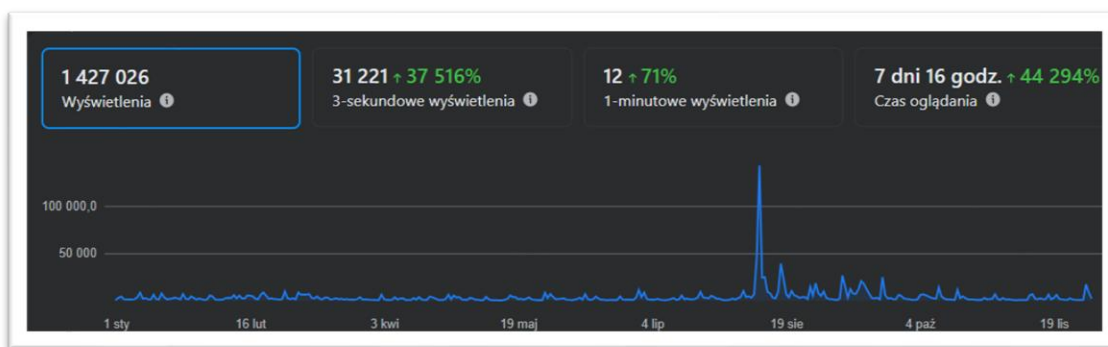 1 427 026
Wyświetlenia
31 221 ↑ 37 516%
3-sekundowe wyświetlenia
12 ↑ 71%
1-minutowe wyświetlenia
7 dni 16 godz. ↑ 44 294%
Czas oglądania
100 000,0
50 000
1 sty 16 lut 3 kwi 19 maj 4 lip 19 sie 4 paź 19 lis